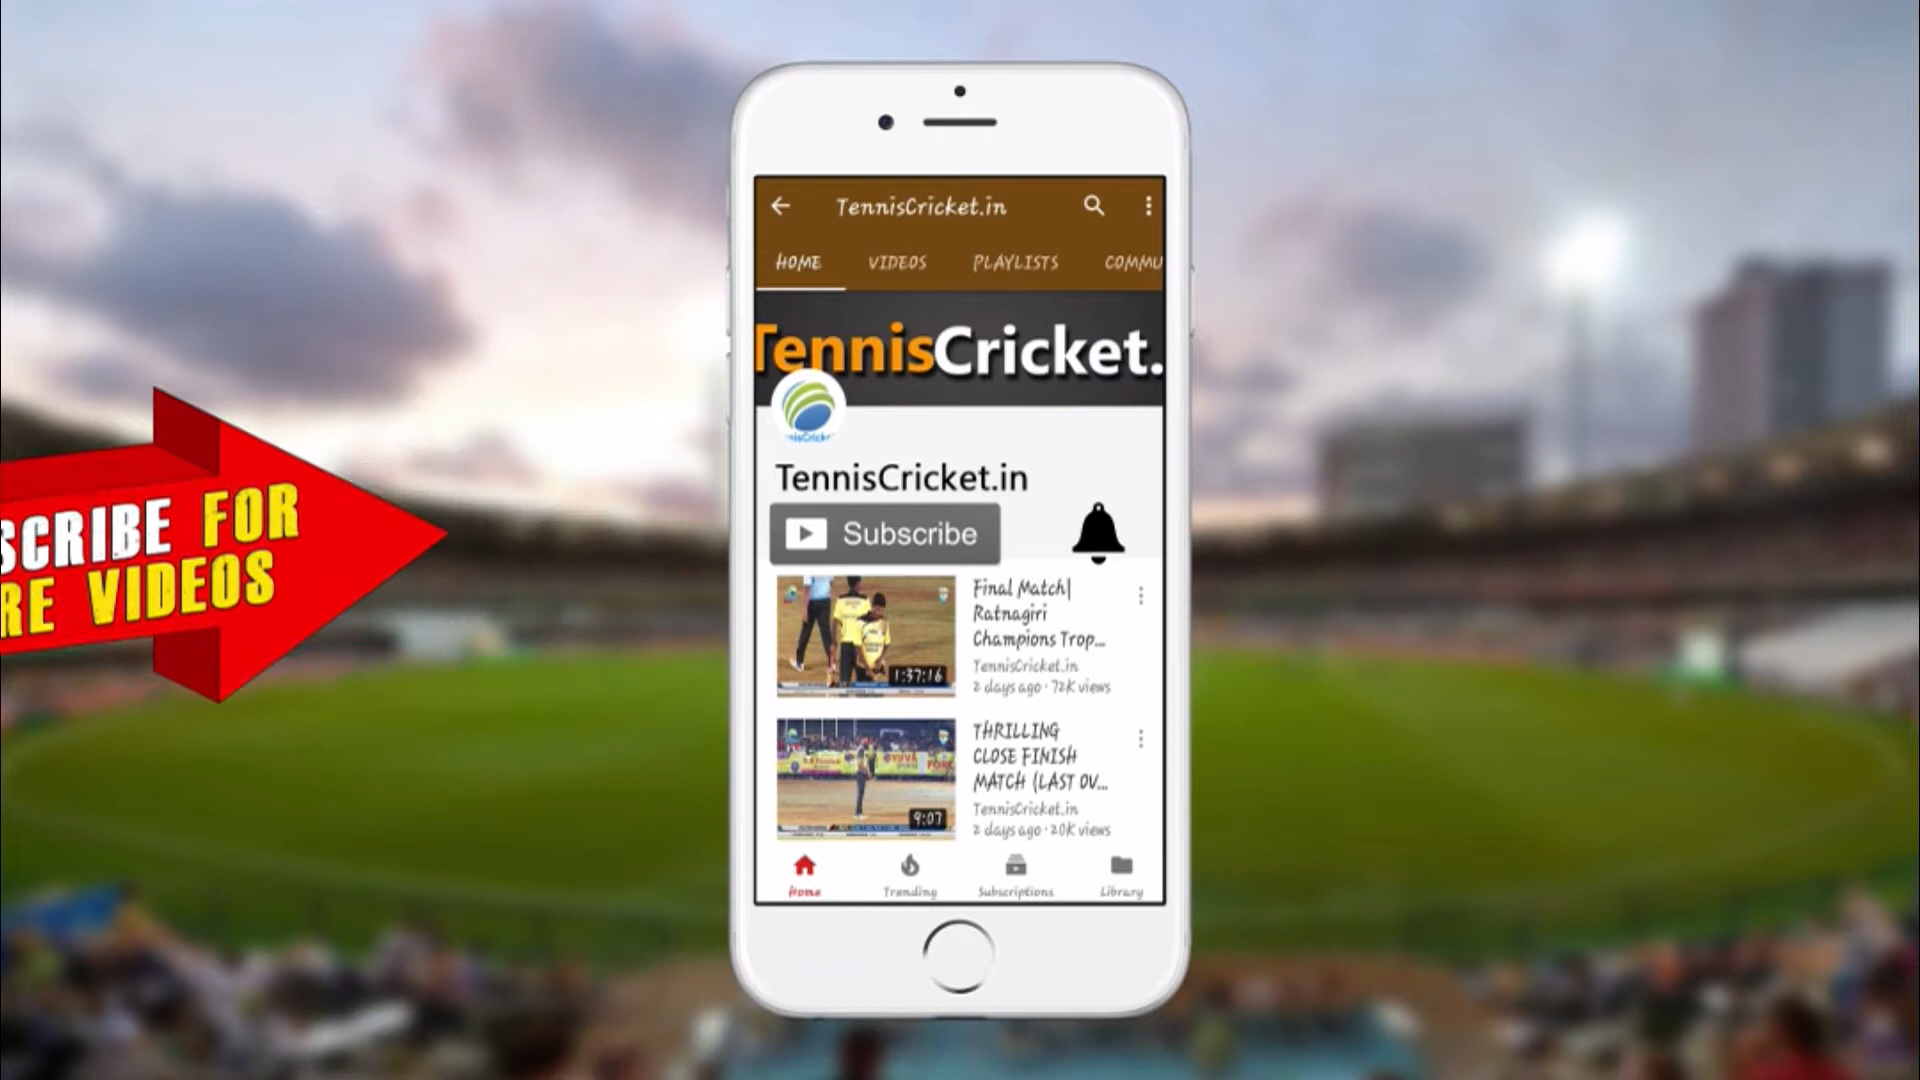 TennisCricket.in
HOME VIDEOS PLAYLISTS COMMU
TennisCricket.
TennisCricket.in
Subscribe
SCRIBE FOR
RE VIDEOS
Final Match|
Ratnagiri
Champions Trop...
TennisCricket.in
2 days ago · 72K views
1:37:16
THRILLING
CLOSE FINISH
MATCH (LAST OV...
TennisCricket.in
2 days ago · 20K views
9:07
Home Trending Subscriptions Library